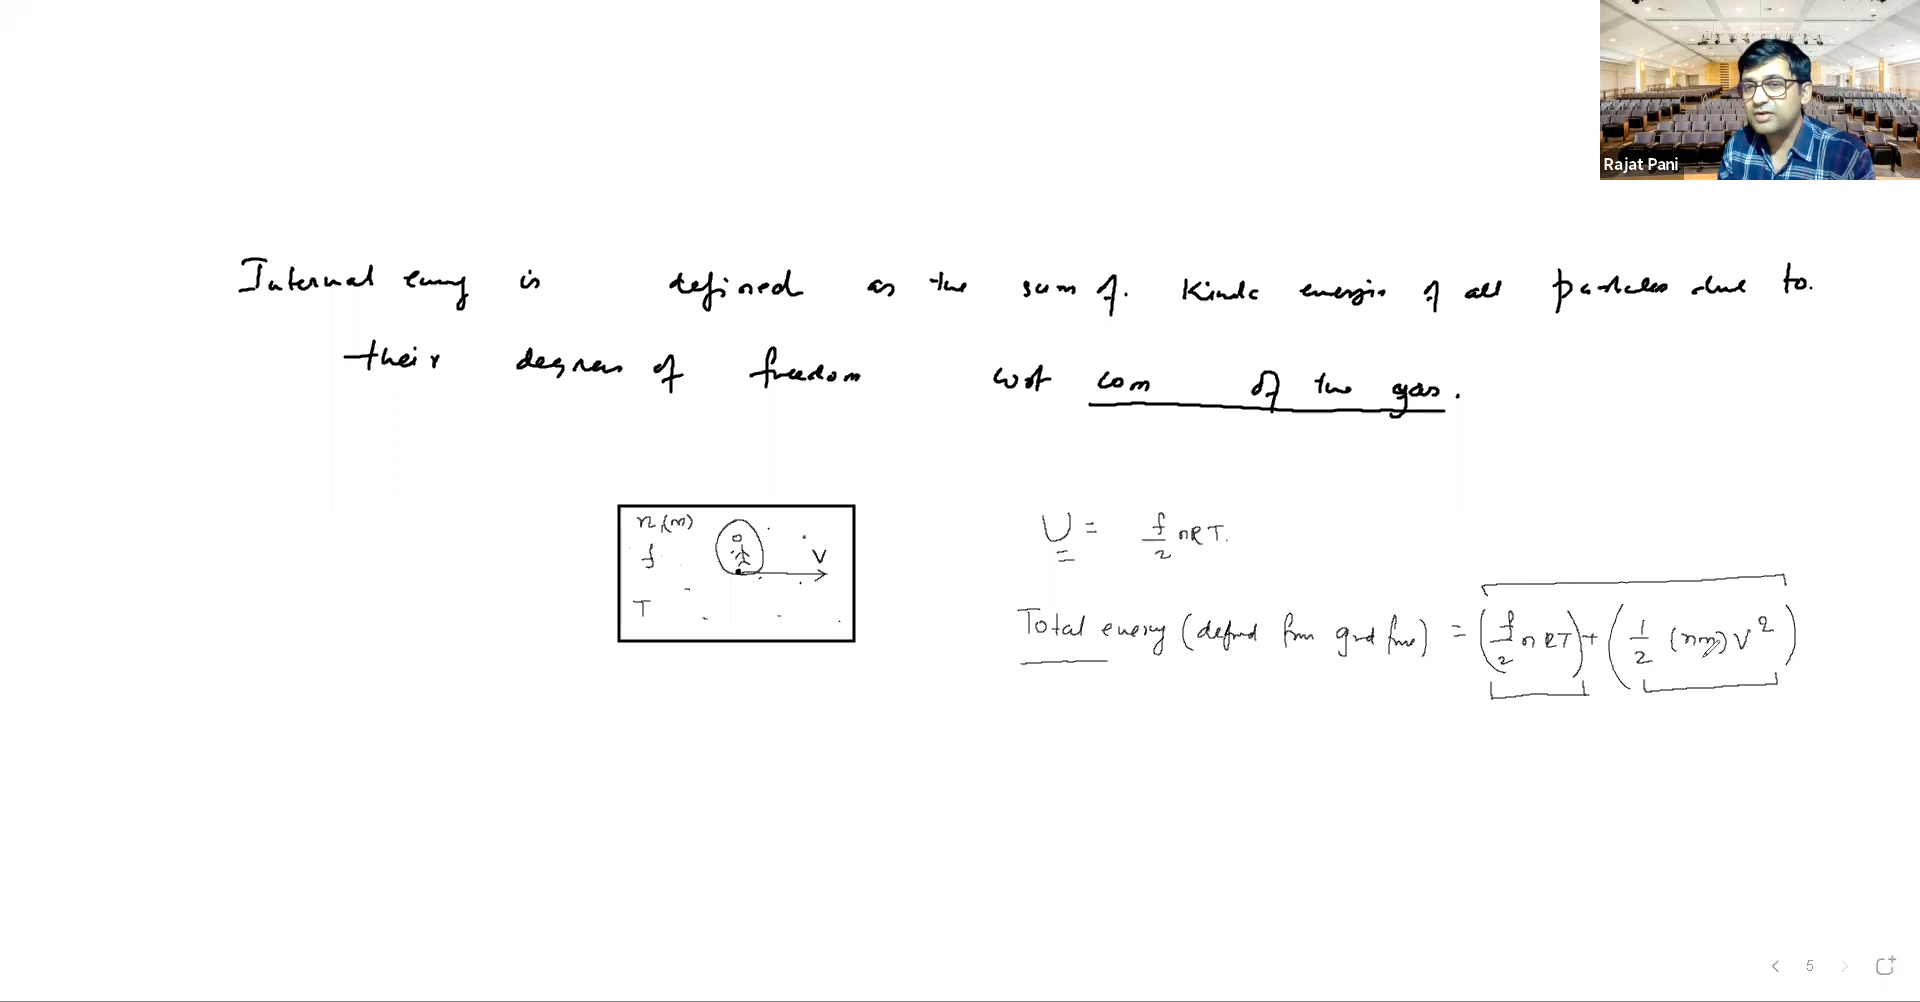 Rajat Pani
Internal energy is defined as the sum of. Kinetic energies of all particles due to.
their degrees of freedom wrt com of the gas.
n, (m)
f
V
T
U = f/2 nRT.
Total energy (defined from gnd frame) = (f/2 nRT) + (1/2 (nm) V²)
5